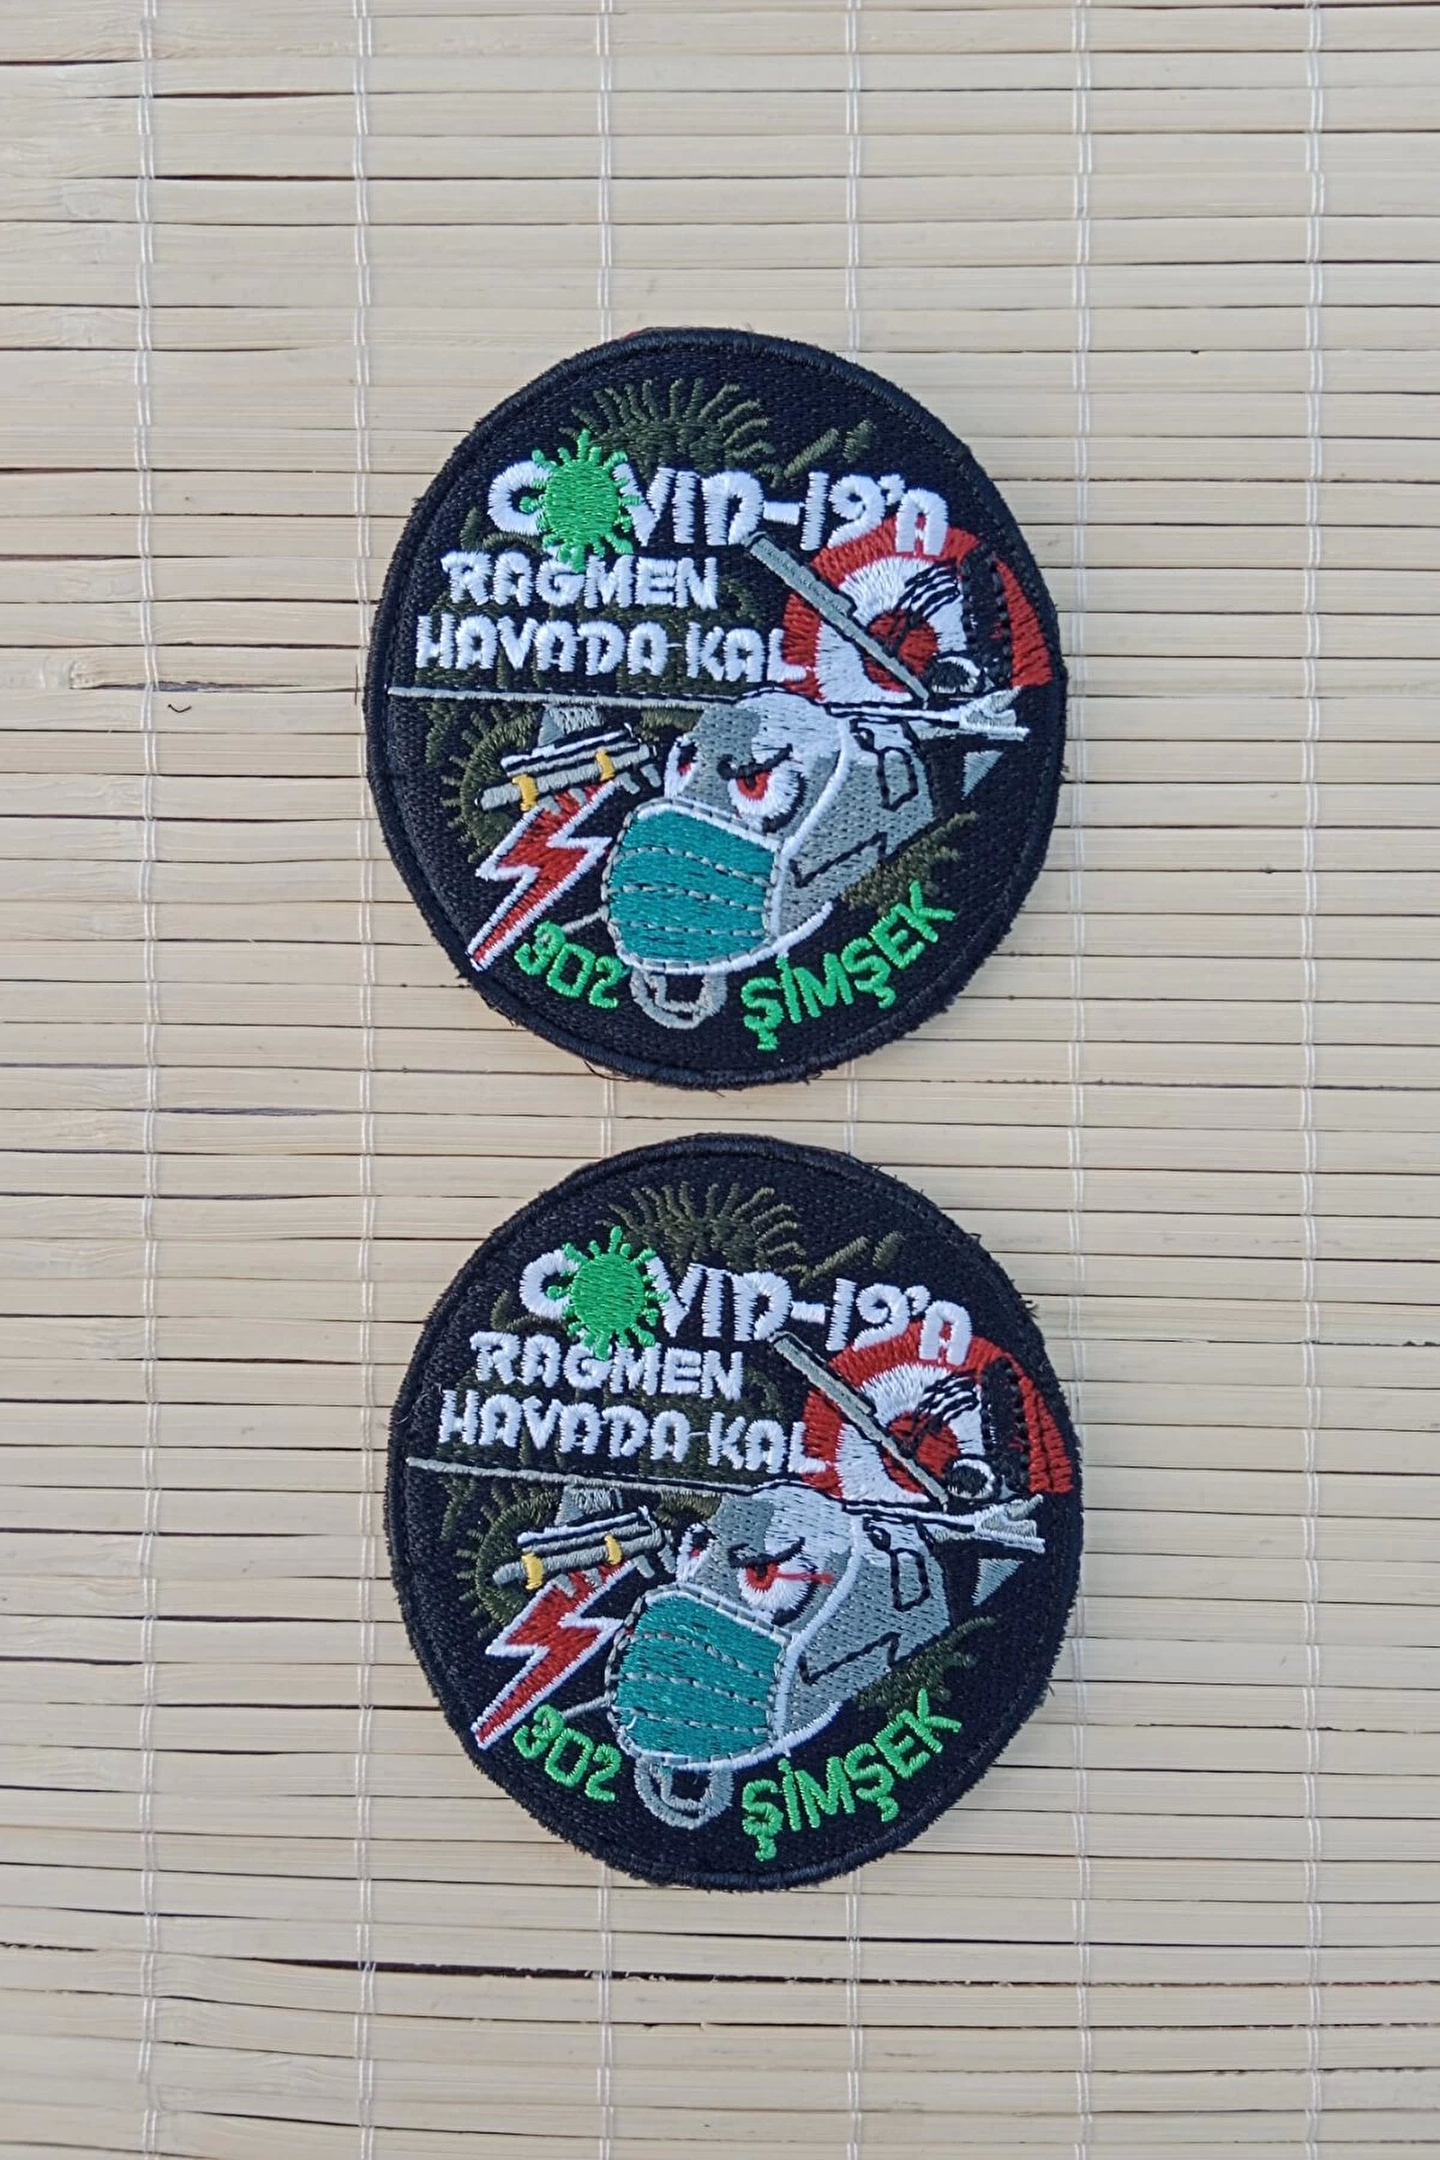 COVID-19'A
RAGMEN
HAVADA KAL
302 ŞİMŞEK
COVID-19'A
RAGMEN
HAVADA KAL
302 ŞİMŞEK